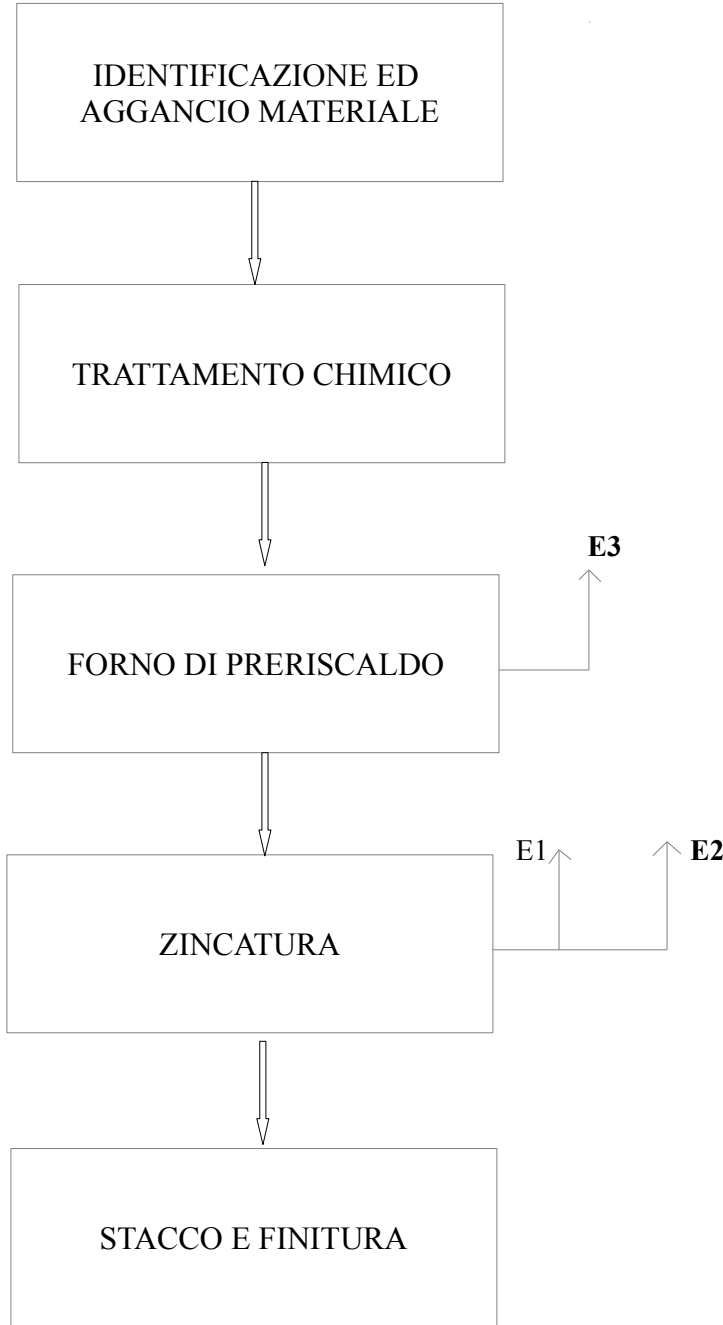 IDENTIFICAZIONE ED
AGGANCIO MATERIALE
TRATTAMENTO CHIMICO
E3
FORNO DI PRERISCALDO
E1
E2
ZINCATURA
STACCO E FINITURA